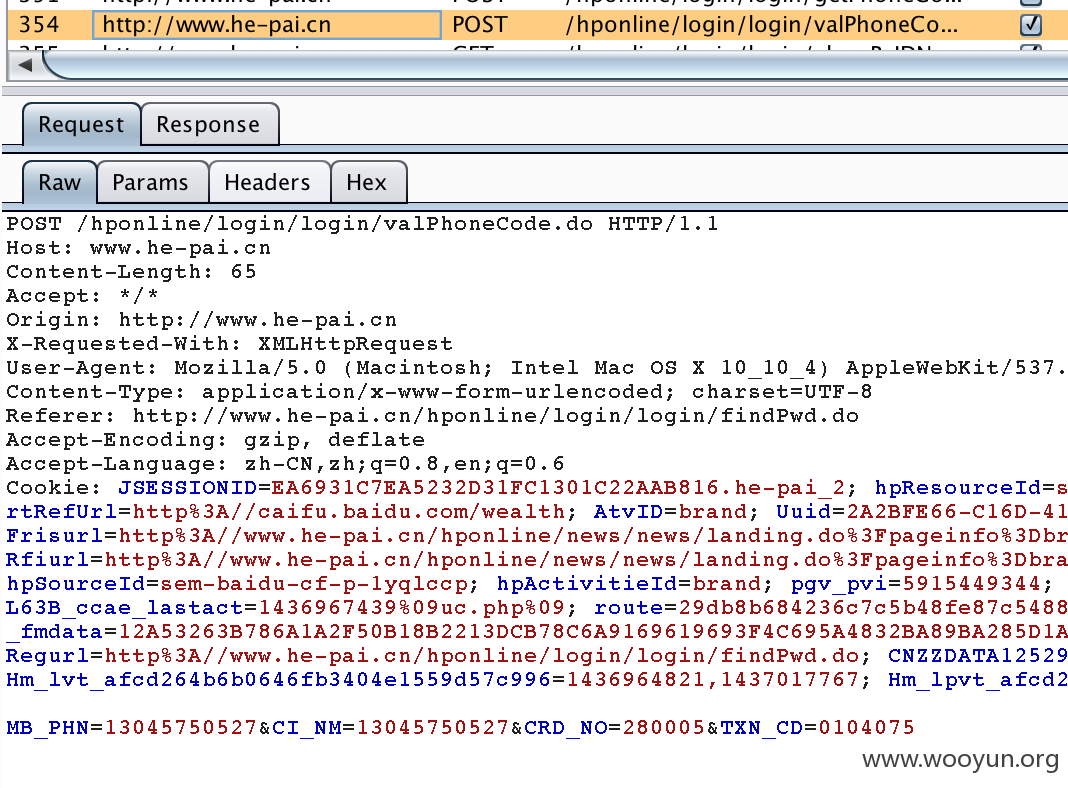 354 http://www.he-pai.cn POST /hponline/login/login/valPhoneCo...
Request Response
Raw Params Headers Hex
POST /hponline/login/login/valPhoneCode.do HTTP/1.1
Host: www.he-pai.cn
Content-Length: 65
Accept: */*
Origin: http://www.he-pai.cn
X-Requested-With: XMLHttpRequest
User-Agent: Mozilla/5.0 (Macintosh; Intel Mac OS X 10_10_4) AppleWebKit/537.
Content-Type: application/x-www-form-urlencoded; charset=UTF-8
Referer: http://www.he-pai.cn/hponline/login/login/findPwd.do
Accept-Encoding: gzip, deflate
Accept-Language: zh-CN,zh;q=0.8,en;q=0.6
Cookie: JSESSIONID=EA6931C7EA5232D31FC1301C22AAB816.he-pai_2; hpResourceId=s
rtRefUrl=http%3A//caifu.baidu.com/wealth; AtvID=brand; Uuid=2A2BFE66-C16D-41
Frisurl=http%3A//www.he-pai.cn/hponline/news/news/landing.do%3Fpageinfo%3Dbr
Rfiurl=http%3A//www.he-pai.cn/hponline/news/news/landing.do%3Fpageinfo%3Dbra
hpSourceId=sem-baidu-cf-p-1yqlccp; hpActivitieId=brand; pgv_pvi=5915449344;
L63B_ccae_lastact=1436967439%09uc.php%09; route=29db8b684236c7c5b48fe87c5488
_fmdata=12A53263B786A1A2F50B18B2213DCB78C6A9169619693F4C695A4832BA89BA285D1A
Regurl=http%3A//www.he-pai.cn/hponline/login/login/findPwd.do; CNZZDATA12529
Hm_lvt_afcd264b6b0646fb3404e1559d57c996=1436964821,1437017767; Hm_lpvt_afcd2
MB_PHN=13045750527&CI_NM=13045750527&CRD_NO=280005&TXN_CD=0104075
www.wooyun.org